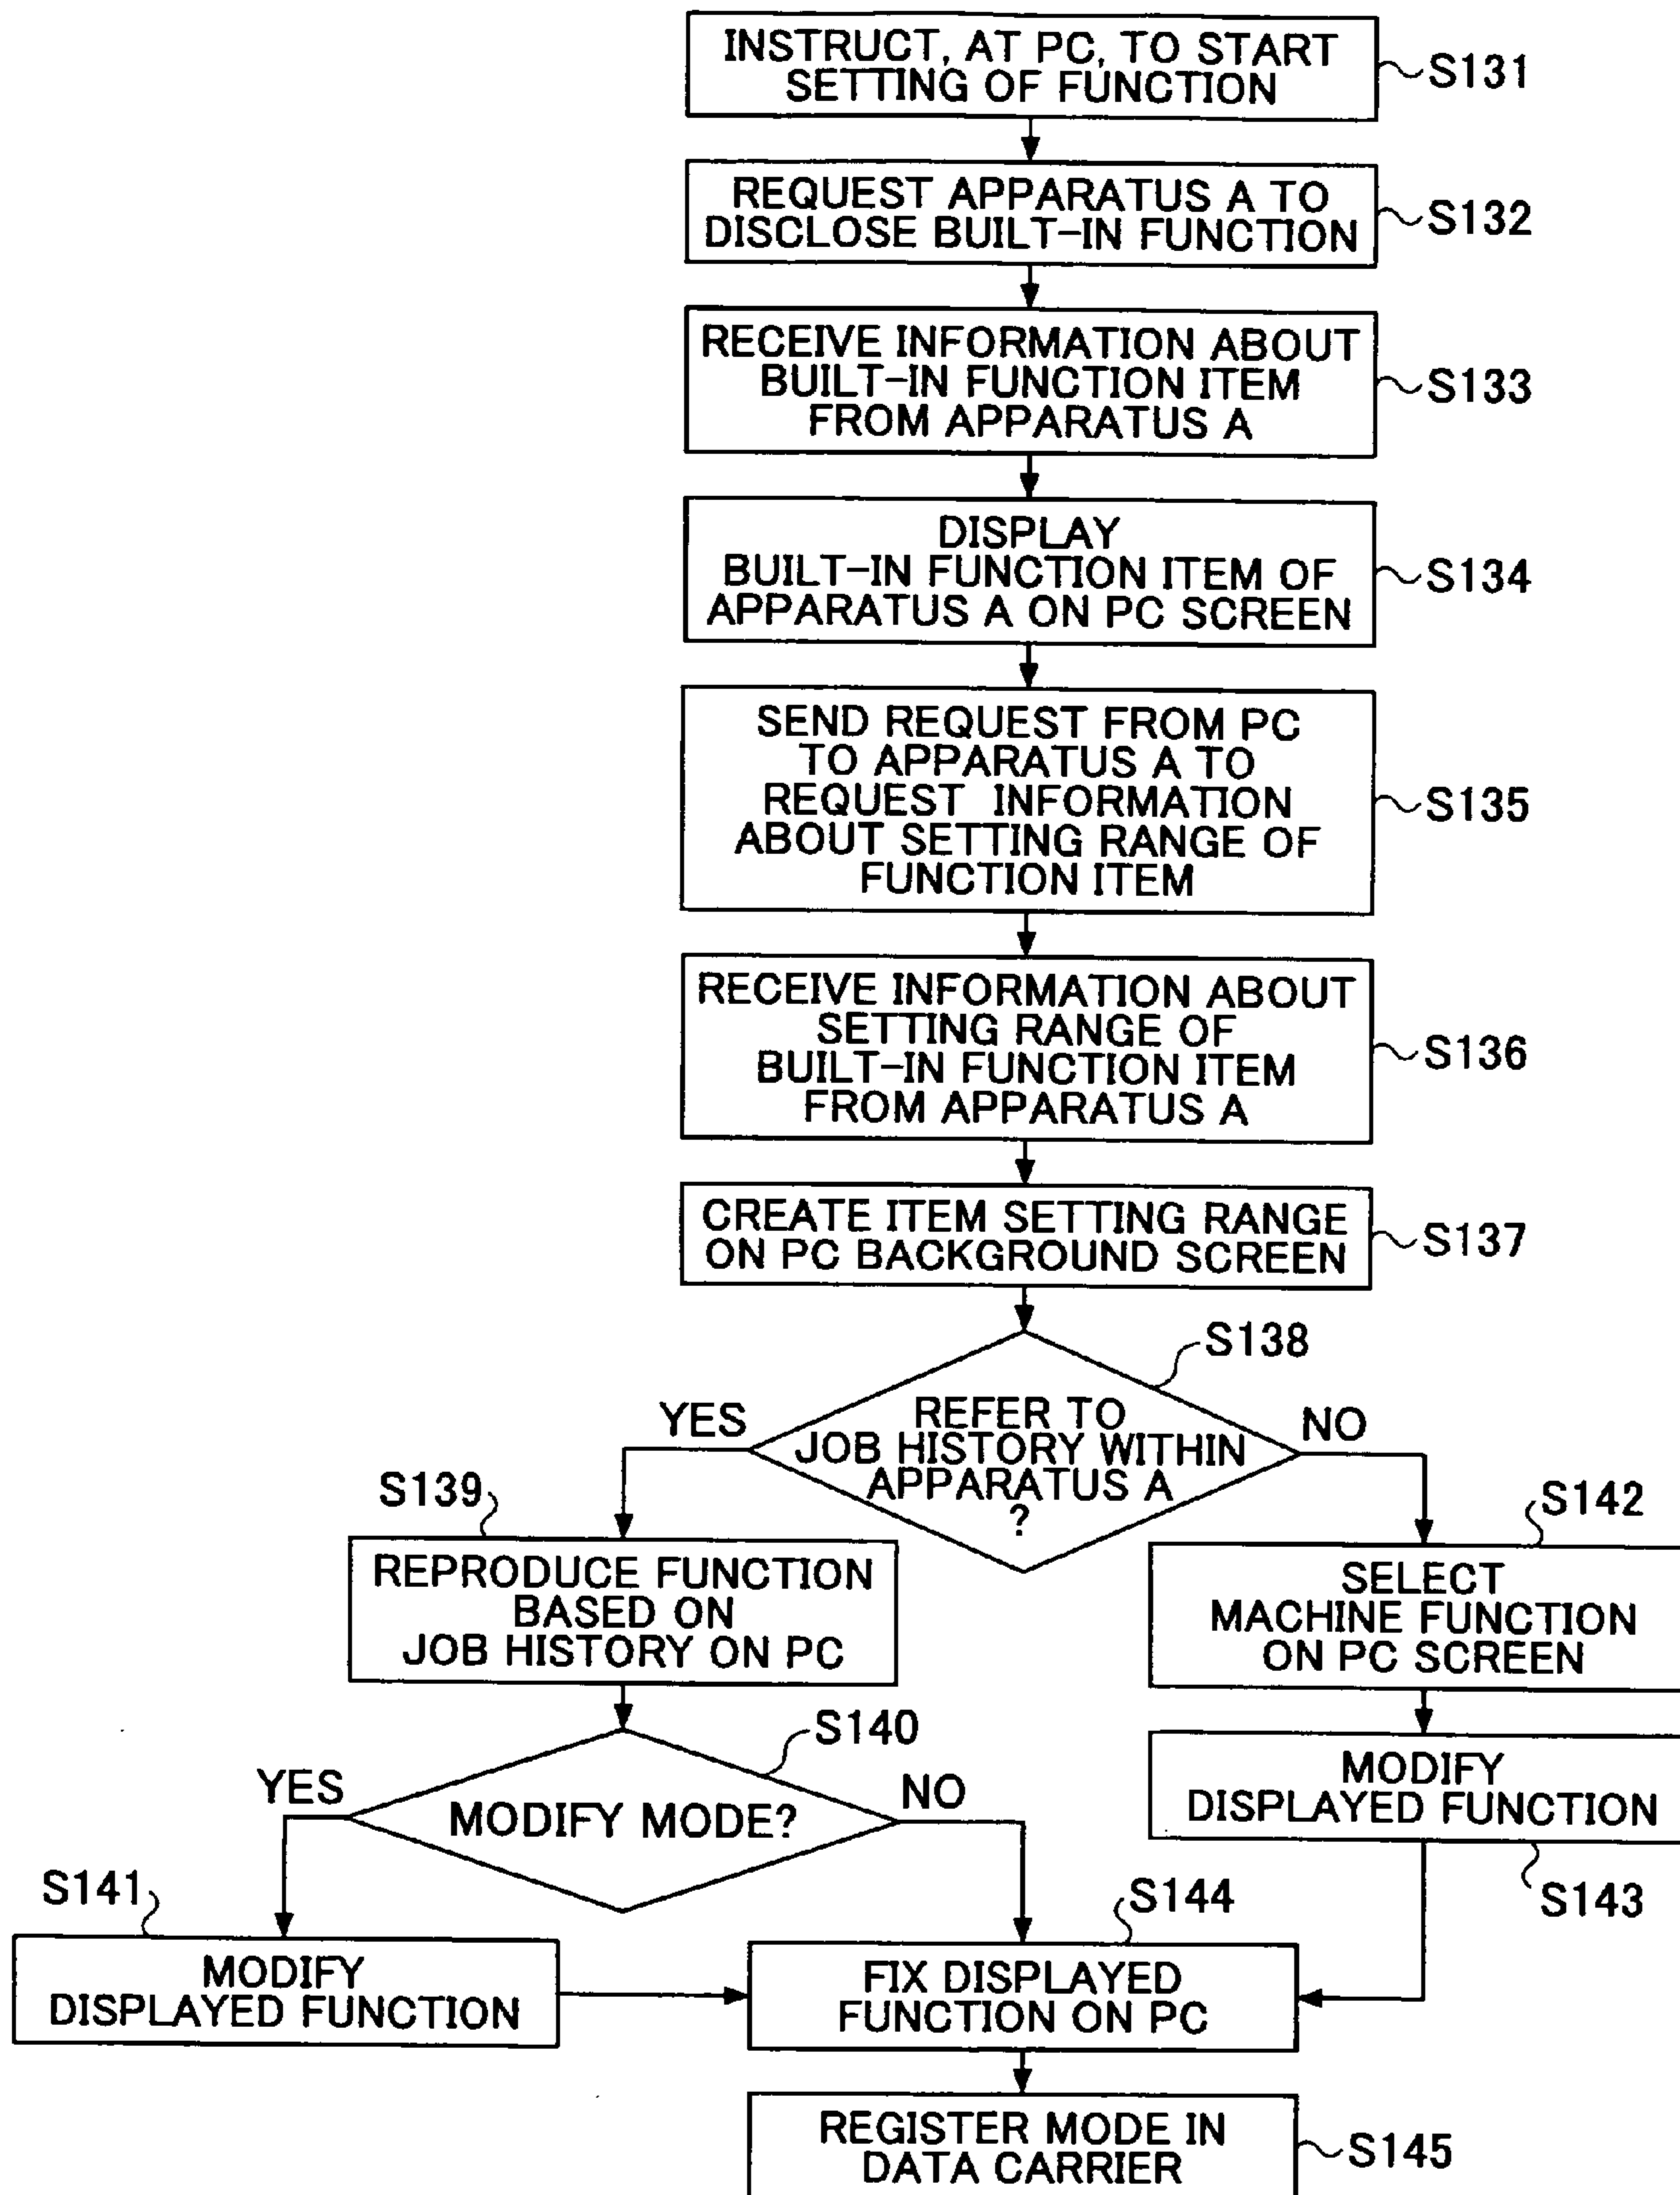 INSTRUCT, AT PC, TO START
SETTING OF FUNCTION
S131
REQUEST APPARATUS A TO
DISCLOSE BUILT-IN FUNCTION
S132
RECEIVE INFORMATION ABOUT
BUILT-IN FUNCTION ITEM
FROM APPARATUS A
S133
DISPLAY
BUILT-IN FUNCTION ITEM OF
APPARATUS A ON PC SCREEN
S134
SEND REQUEST FROM PC
TO APPARATUS A TO
REQUEST INFORMATION
ABOUT SETTING RANGE OF
FUNCTION ITEM
S135
RECEIVE INFORMATION ABOUT
SETTING RANGE OF
BUILT-IN FUNCTION ITEM
FROM APPARATUS A
S136
CREATE ITEM SETTING RANGE
ON PC BACKGROUND SCREEN
S137
S138
REFER TO
JOB HISTORY WITHIN
APPARATUS A
?
YES
NO
S139
REPRODUCE FUNCTION
BASED ON
JOB HISTORY ON PC
S142
SELECT
MACHINE FUNCTION
ON PC SCREEN
S140
MODIFY MODE?
YES
NO
MODIFY
DISPLAYED FUNCTION
S143
S141
MODIFY
DISPLAYED FUNCTION
S144
FIX DISPLAYED
FUNCTION ON PC
REGISTER MODE IN
DATA CARRIER
S145